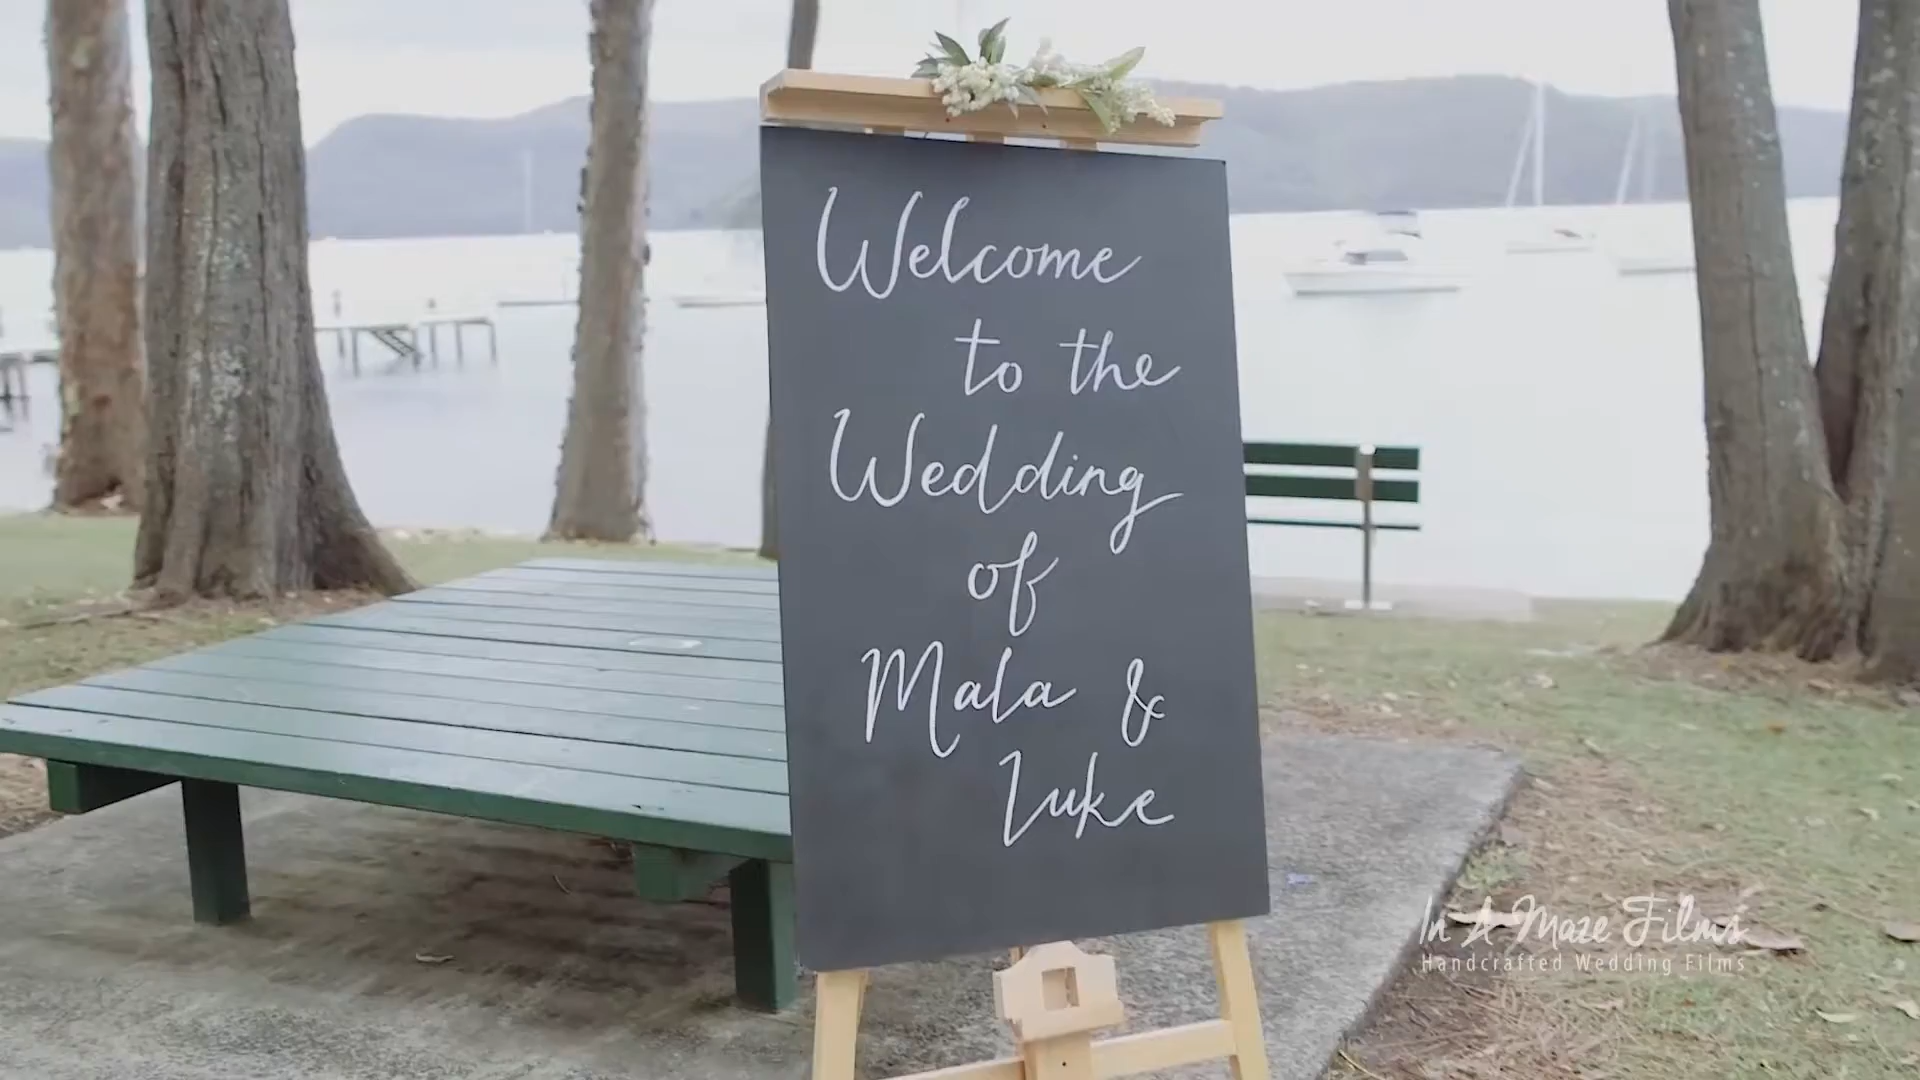 Welcome
to the
Wedding
of
Mala &
Luke
In A Maze Films
Handcrafted Wedding Films